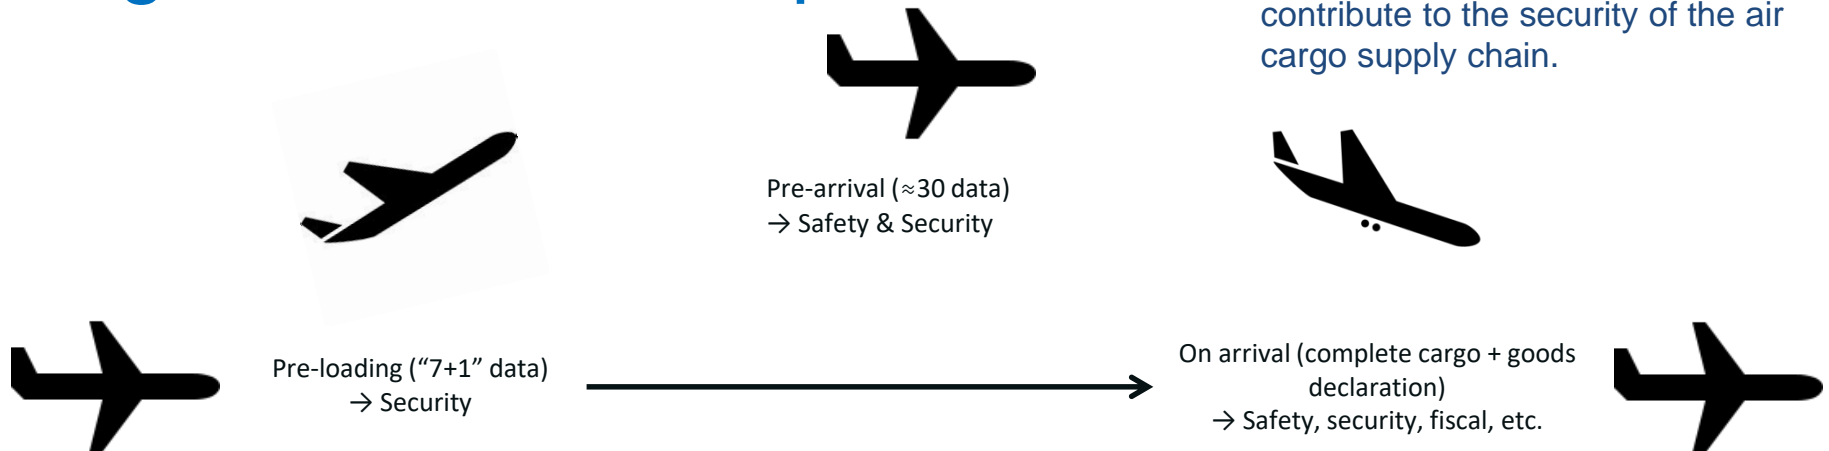 contribute to the security of the air
cargo supply chain.
Pre-arrival (≈30 data)
→ Safety & Security
Pre-loading (“7+1” data)
→ Security
On arrival (complete cargo + goods
declaration)
→ Safety, security, fiscal, etc.